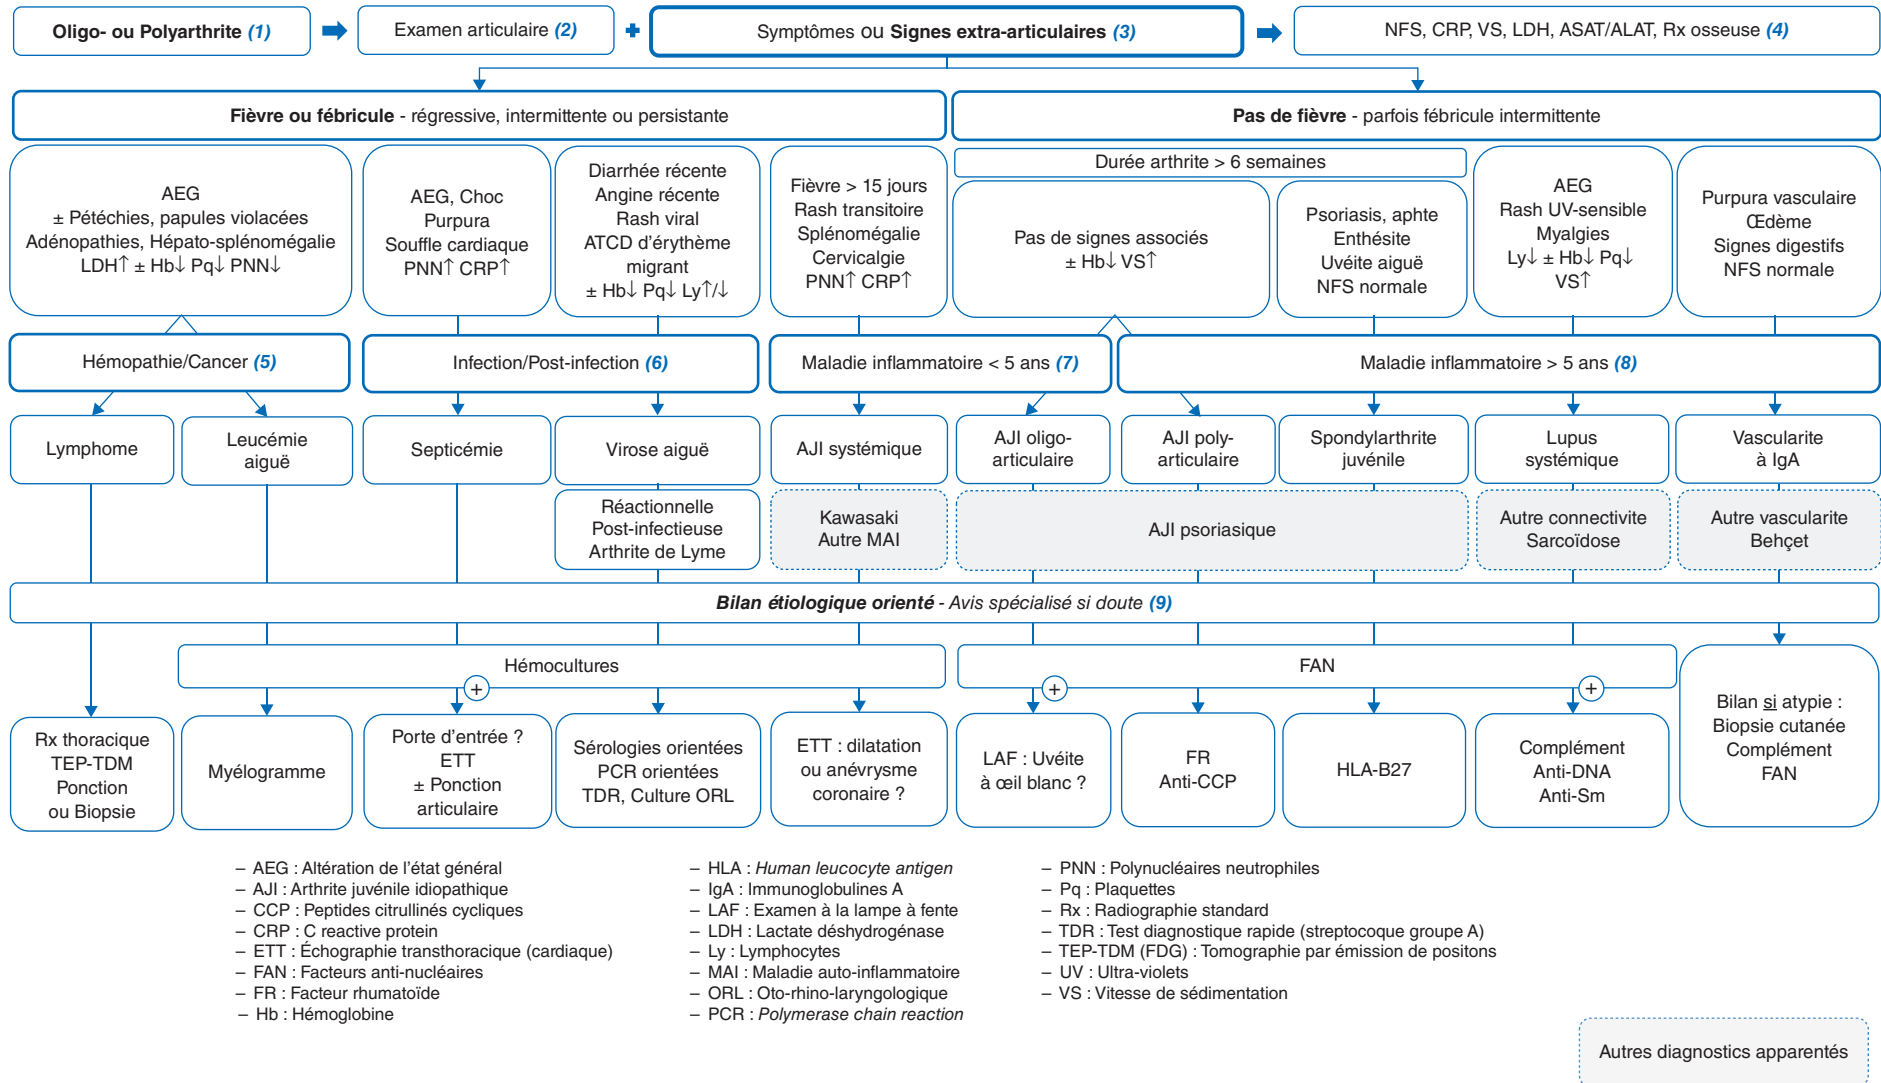 Oligo- ou Polyarthrite (1)
Examen articulaire (2)
+
Symptômes ou Signes extra-articulaires (3)
NFS, CRP, VS, LDH, ASAT/ALAT, Rx osseuse (4)
Fièvre ou fébricule - régressive, intermittente ou persistante
Pas de fièvre - parfois fébricule intermittente
AEG
± Pétéchies, papules violacées
Adénopathies, Hépato-splénomégalie
LDH↑ ± Hb↓ Pq↓ PNN↓
AEG, Choc
Purpura
Souffle cardiaque
PNN↑ CRP↑
Diarrhée récente
Angine récente
Rash viral
ATCD d'érythème
migrant
± Hb↓ Pq↓ Ly↑/↓
Fièvre > 15 jours
Rash transitoire
Splénomégalie
Cervicalgie
PNN↑ CRP↑
Durée arthrite > 6 semaines
Pas de signes associés
± Hb↓ VS↑
Psoriasis, aphte
Enthésite
Uvéite aiguë
NFS normale
AEG
Rash UV-sensible
Myalgies
Ly↓ ± Hb↓ Pq↓
VS↑
Purpura vasculaire
Œdème
Signes digestifs
NFS normale
Hémopathie/Cancer (5)
Infection/Post-infection (6)
Maladie inflammatoire < 5 ans (7)
Maladie inflammatoire > 5 ans (8)
Lymphome
Leucémie
aiguë
Septicémie
Virose aiguë
AJI systémique
AJI oligo-
articulaire
AJI poly-
articulaire
Spondylarthrite
juvénile
Lupus
systémique
Vascularite
à IgA
Réactionnelle
Post-infectieuse
Arthrite de Lyme
Kawasaki
Autre MAI
AJI psoriasique
Autre connectivite
Sarcoïdose
Autre vascularite
Behçet
Bilan étiologique orienté - Avis spécialisé si doute (9)
Hémocultures
FAN
+
+
+
Rx thoracique
TEP-TDM
Ponction
ou Biopsie
Myélogramme
Porte d'entrée ?
ETT
± Ponction
articulaire
Sérologies orientées
PCR orientées
TDR, Culture ORL
ETT : dilatation
ou anévrysme
coronaire ?
LAF : Uvéite
à œil blanc ?
FR
Anti-CCP
HLA-B27
Complément
Anti-DNA
Anti-Sm
Bilan si atypie :
Biopsie cutanée
Complément
FAN
– AEG : Altération de l'état général
– AJI : Arthrite juvénile idiopathique
– CCP : Peptides citrullinés cycliques
– CRP : C reactive protein
– ETT : Échographie transthoracique (cardiaque)
– FAN : Facteurs anti-nucléaires
– FR : Facteur rhumatoïde
– Hb : Hémoglobine
– HLA : Human leucocyte antigen
– IgA : Immunoglobulines A
– LAF : Examen à la lampe à fente
– LDH : Lactate déshydrogénase
– Ly : Lymphocytes
– MAI : Maladie auto-inflammatoire
– ORL : Oto-rhino-laryngologique
– PCR : Polymerase chain reaction
– PNN : Polynucléaires neutrophiles
– Pq : Plaquettes
– Rx : Radiographie standard
– TDR : Test diagnostique rapide (streptocoque groupe A)
– TEP-TDM (FDG) : Tomographie par émission de positons
– UV : Ultra-violets
– VS : Vitesse de sédimentation
Autres diagnostics apparentés